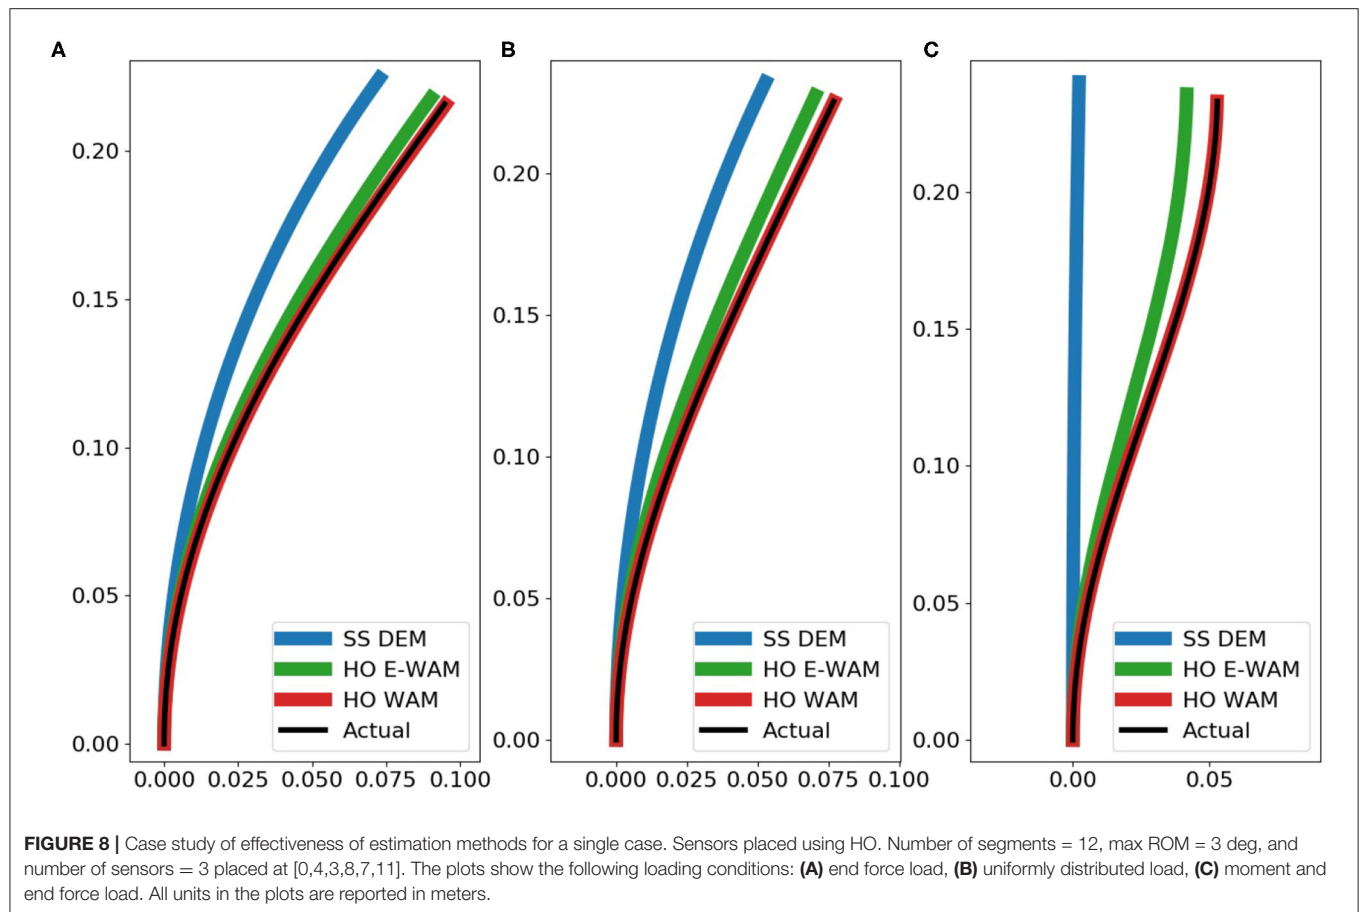 A
B
C
0.20
0.15
0.10
0.05
0.00
0.000 0.025 0.050 0.075 0.100
SS DEM
HO E-WAM
HO WAM
Actual
0.20
0.15
0.10
0.05
0.00
0.000 0.025 0.050 0.075 0.100
SS DEM
HO E-WAM
HO WAM
Actual
0.20
0.15
0.10
0.05
0.00
0.00 0.05
SS DEM
HO E-WAM
HO WAM
Actual
FIGURE 8 | Case study of effectiveness of estimation methods for a single case. Sensors placed using HO. Number of segments = 12, max ROM = 3 deg, and
number of sensors = 3 placed at [0,4,3,8,7,11]. The plots show the following loading conditions: (A) end force load, (B) uniformly distributed load, (C) moment and
end force load. All units in the plots are reported in meters.